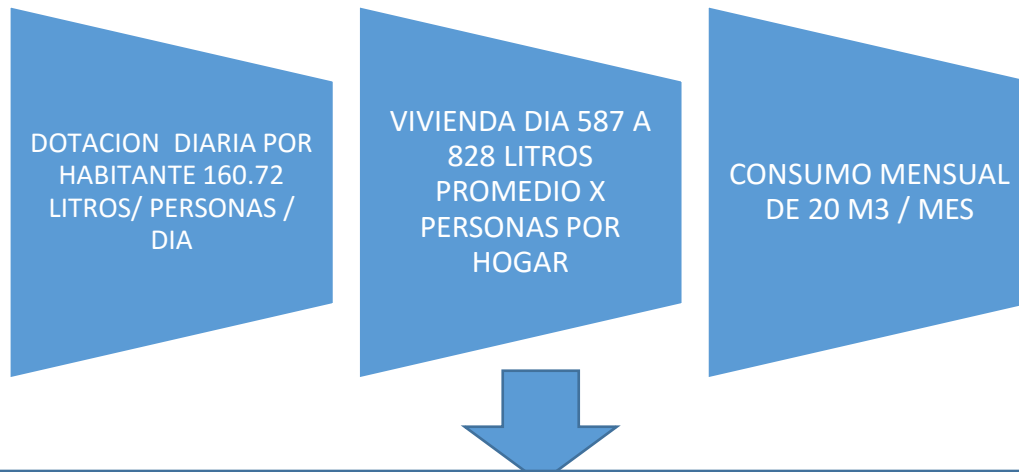 DOTACION  DIARIA POR
HABITANTE 160.72
LITROS/ PERSONAS /
DIA
VIVIENDA DIA 587 A
828 LITROS
PROMEDIO X
PERSONAS POR
HOGAR
CONSUMO MENSUAL
DE 20 M3 / MES